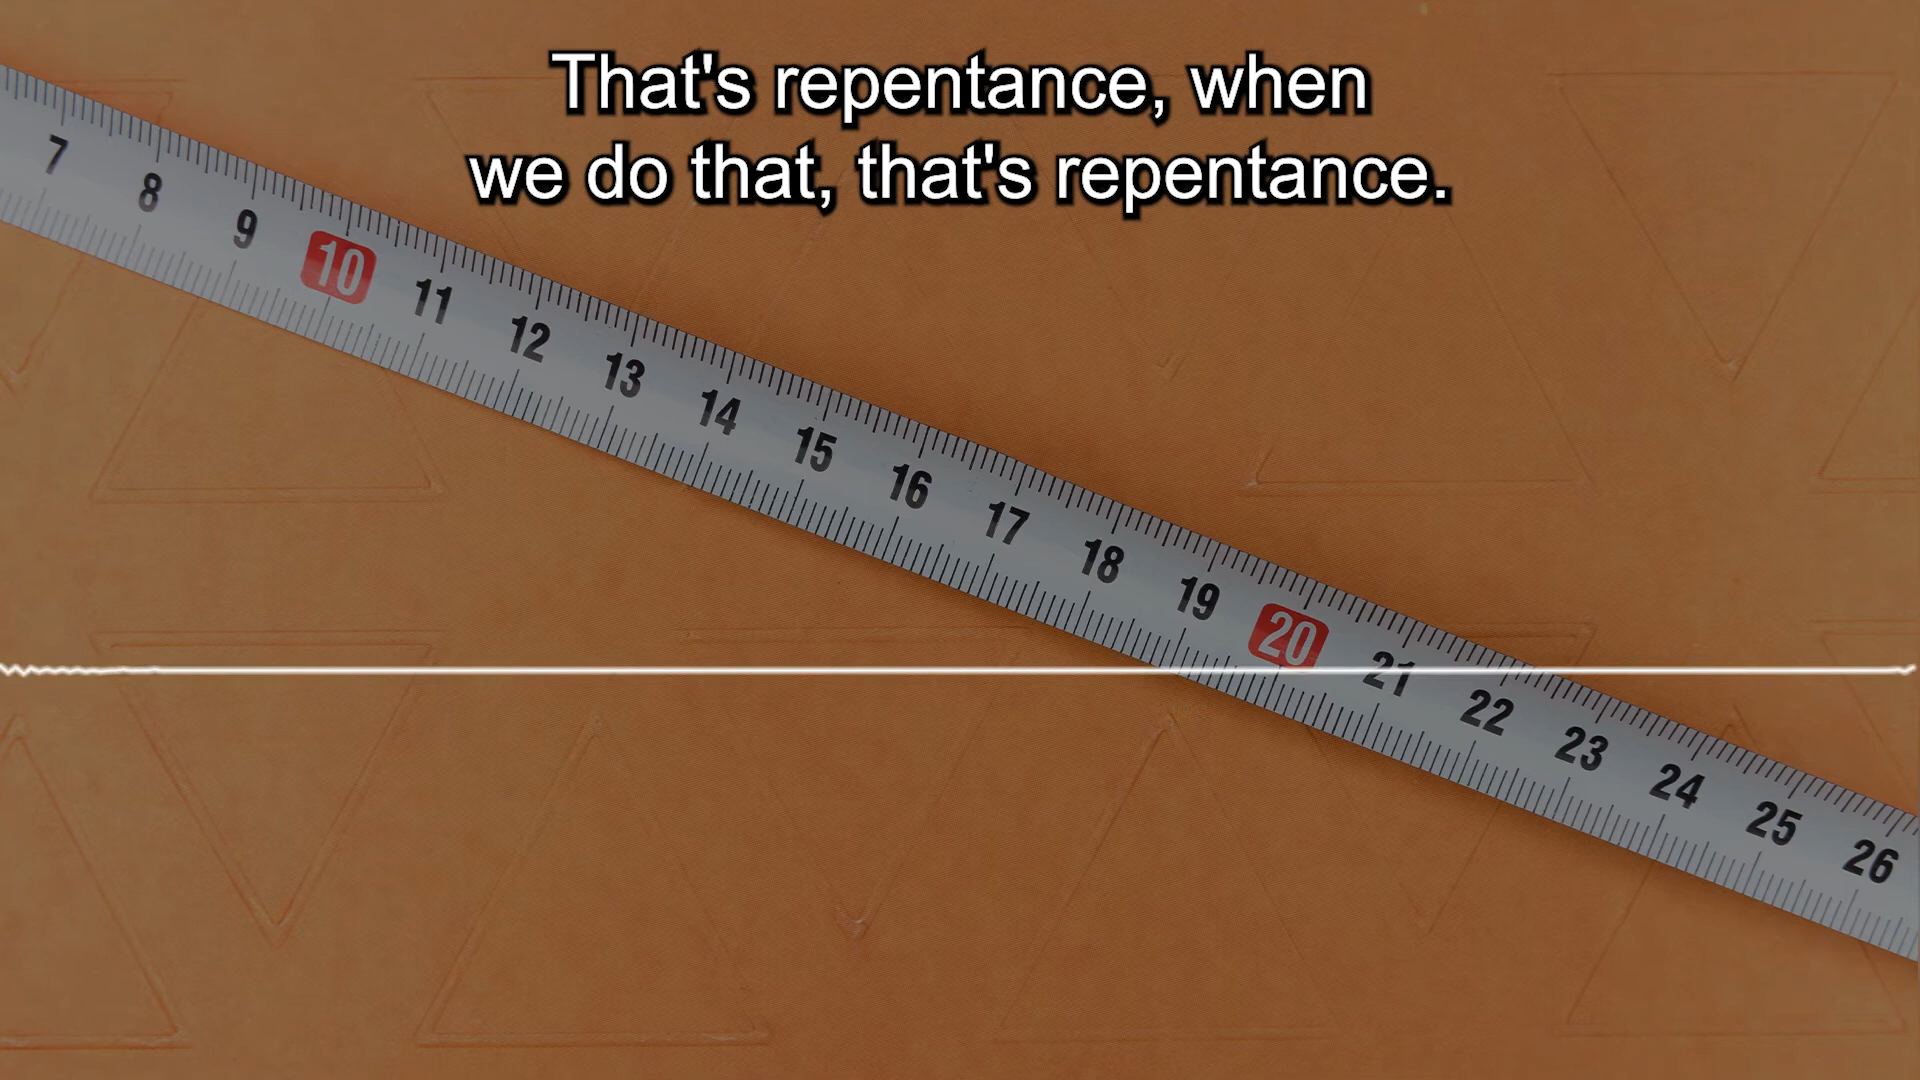 That's repentance, when
we do that, that's repentance.
7 8 9 10 11 12 13 14 15 16 17 18 19 20 21 22 23 24 25 26